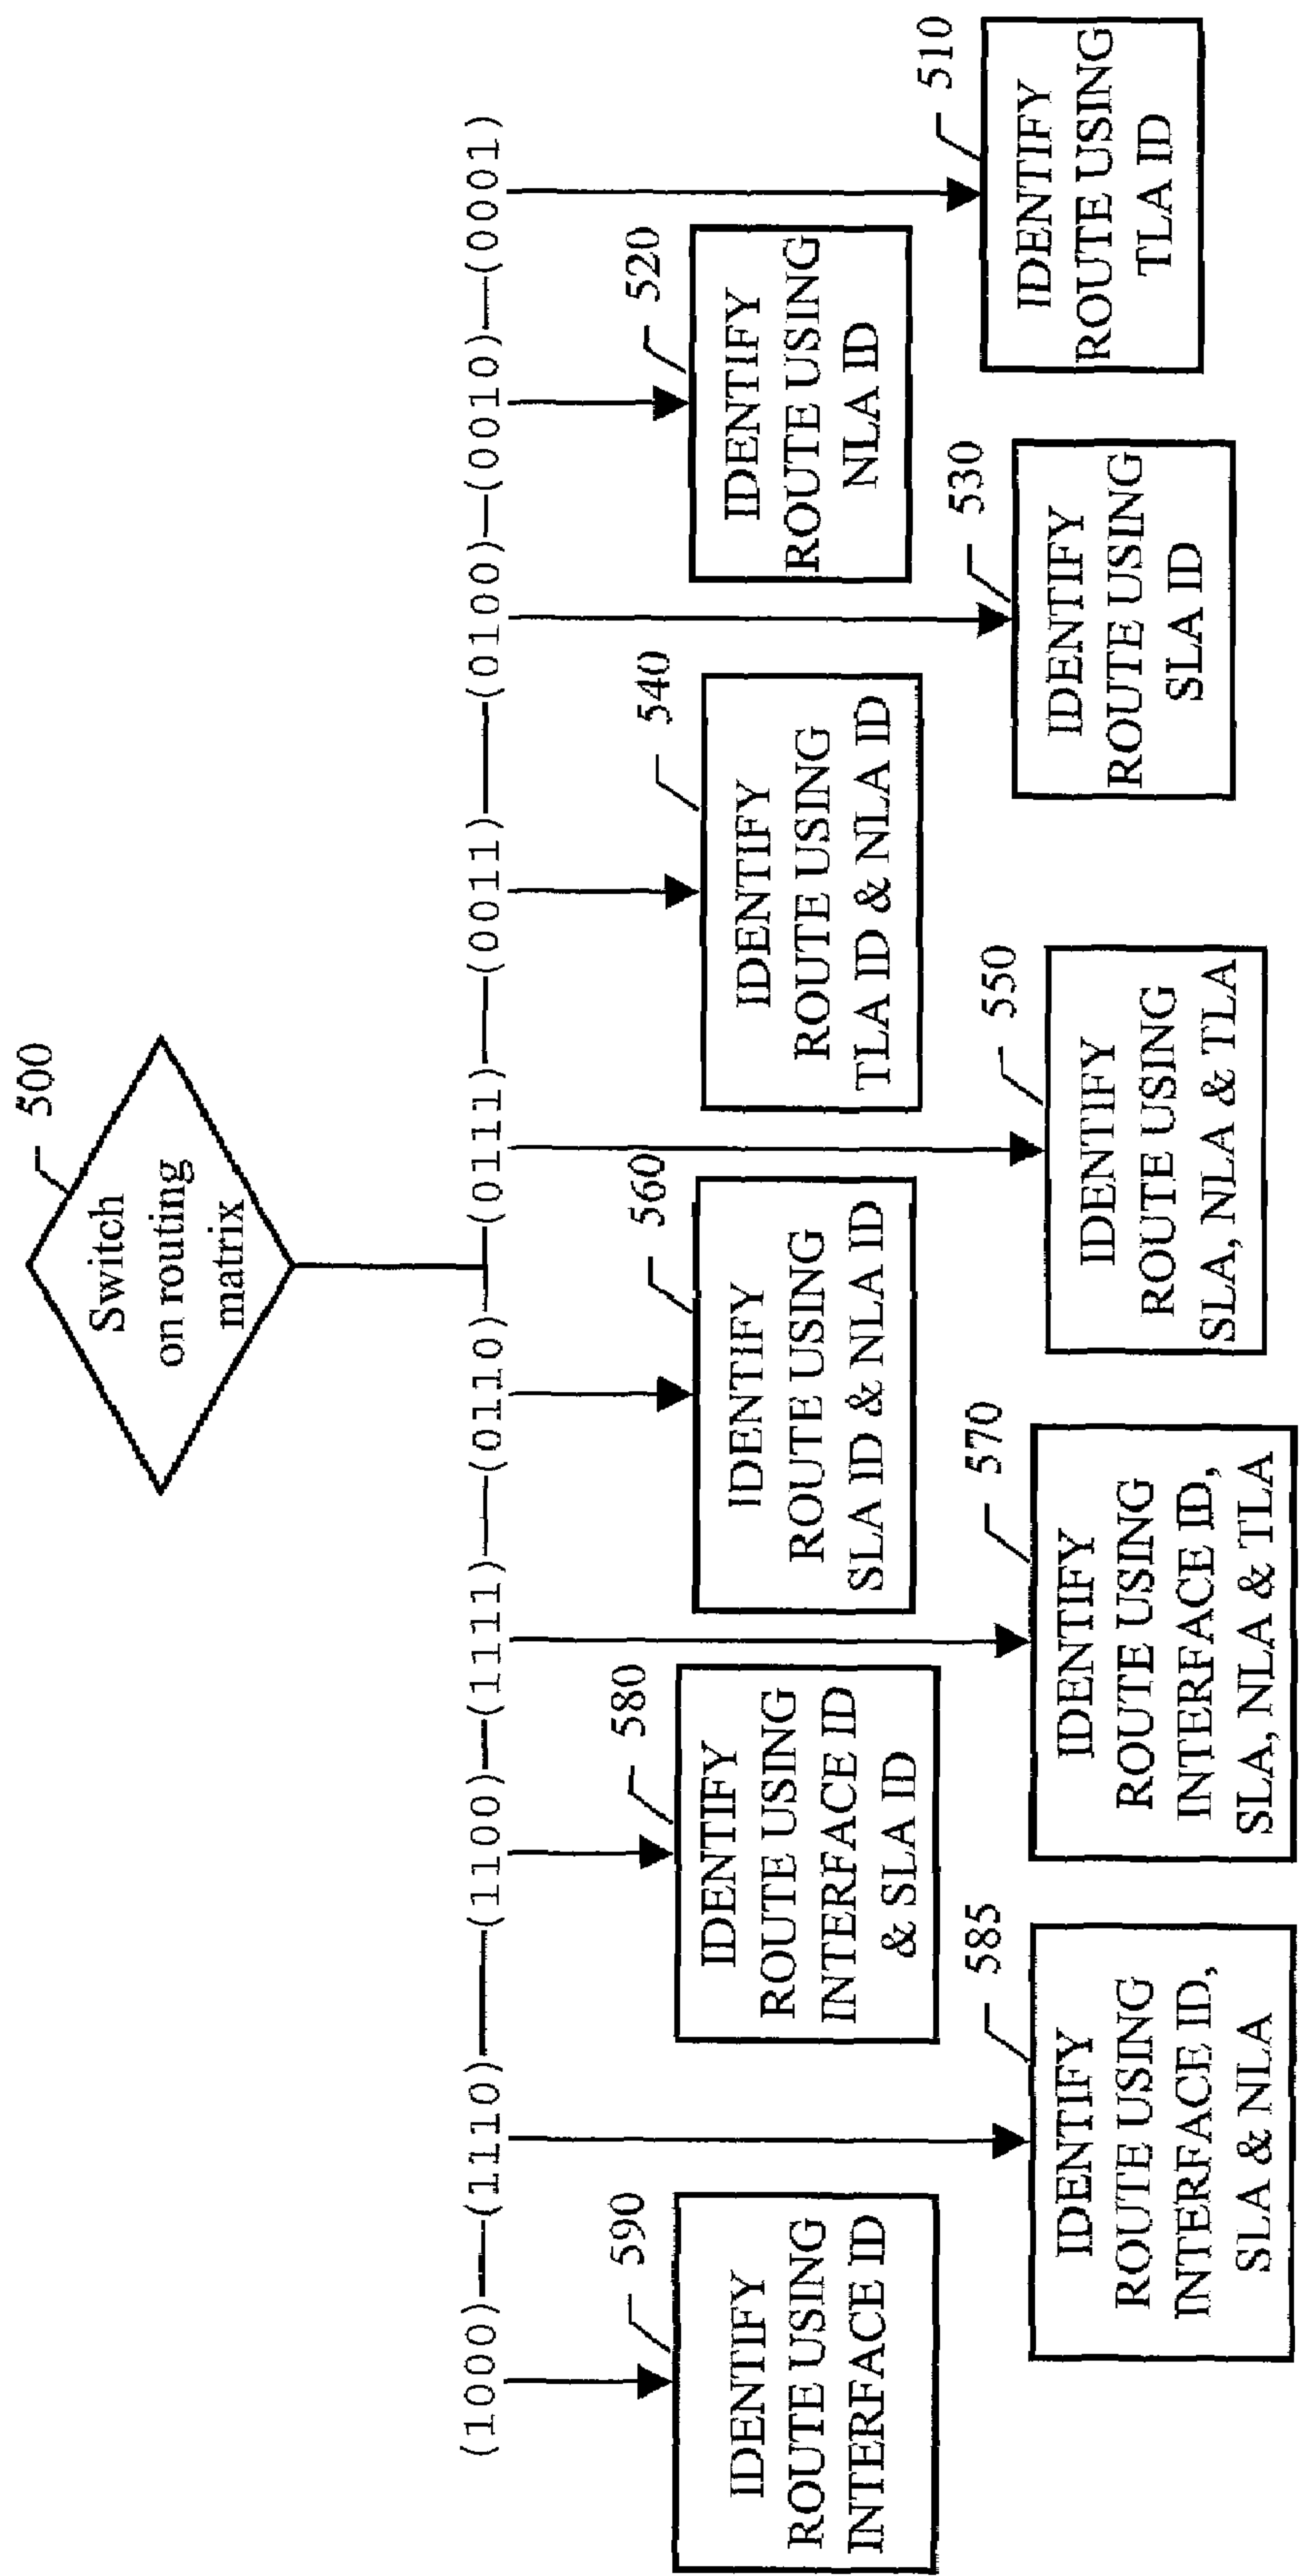 500
Switch
on routing
matrix
(1000)—(1110)—(1100)—(1111)—(0110)—(0111)—(0011)—(0100)—(0010)—(0001)
590
IDENTIFY
ROUTE USING
INTERFACE ID
580
IDENTIFY
ROUTE USING
INTERFACE ID
& SLA ID
560
IDENTIFY
ROUTE USING
SLA ID & NLA ID
540
IDENTIFY
ROUTE USING
TLA ID & NLA ID
520
IDENTIFY
ROUTE USING
NLA ID
585
IDENTIFY
ROUTE USING
INTERFACE ID,
SLA & NLA
570
IDENTIFY
ROUTE USING
INTERFACE ID,
SLA, NLA & TLA
550
IDENTIFY
ROUTE USING
SLA, NLA & TLA
530
IDENTIFY
ROUTE USING
SLA ID
510
IDENTIFY
ROUTE USING
TLA ID